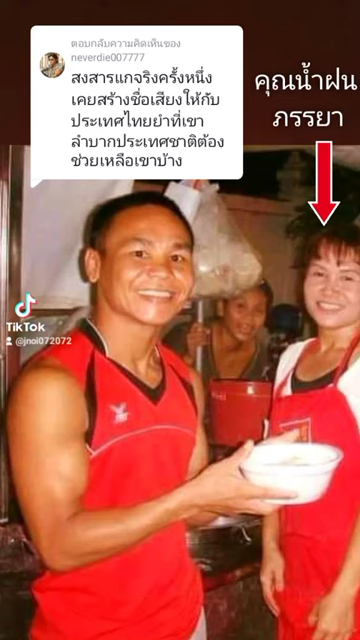 ตอบกลับความคิดเห็นของ
neverdie007777
สงสารแกจริงครั้งหนึ่ง
เคยสร้างชื่อเสียงให้กับ
ประเทศไทยยำที่เขา
ลำบากประเทศชาติต้อง
ช่วยเหลือเขาบ้าง
คุณน้ำฝน
ภรรยา
TikTok
@jnoi072072